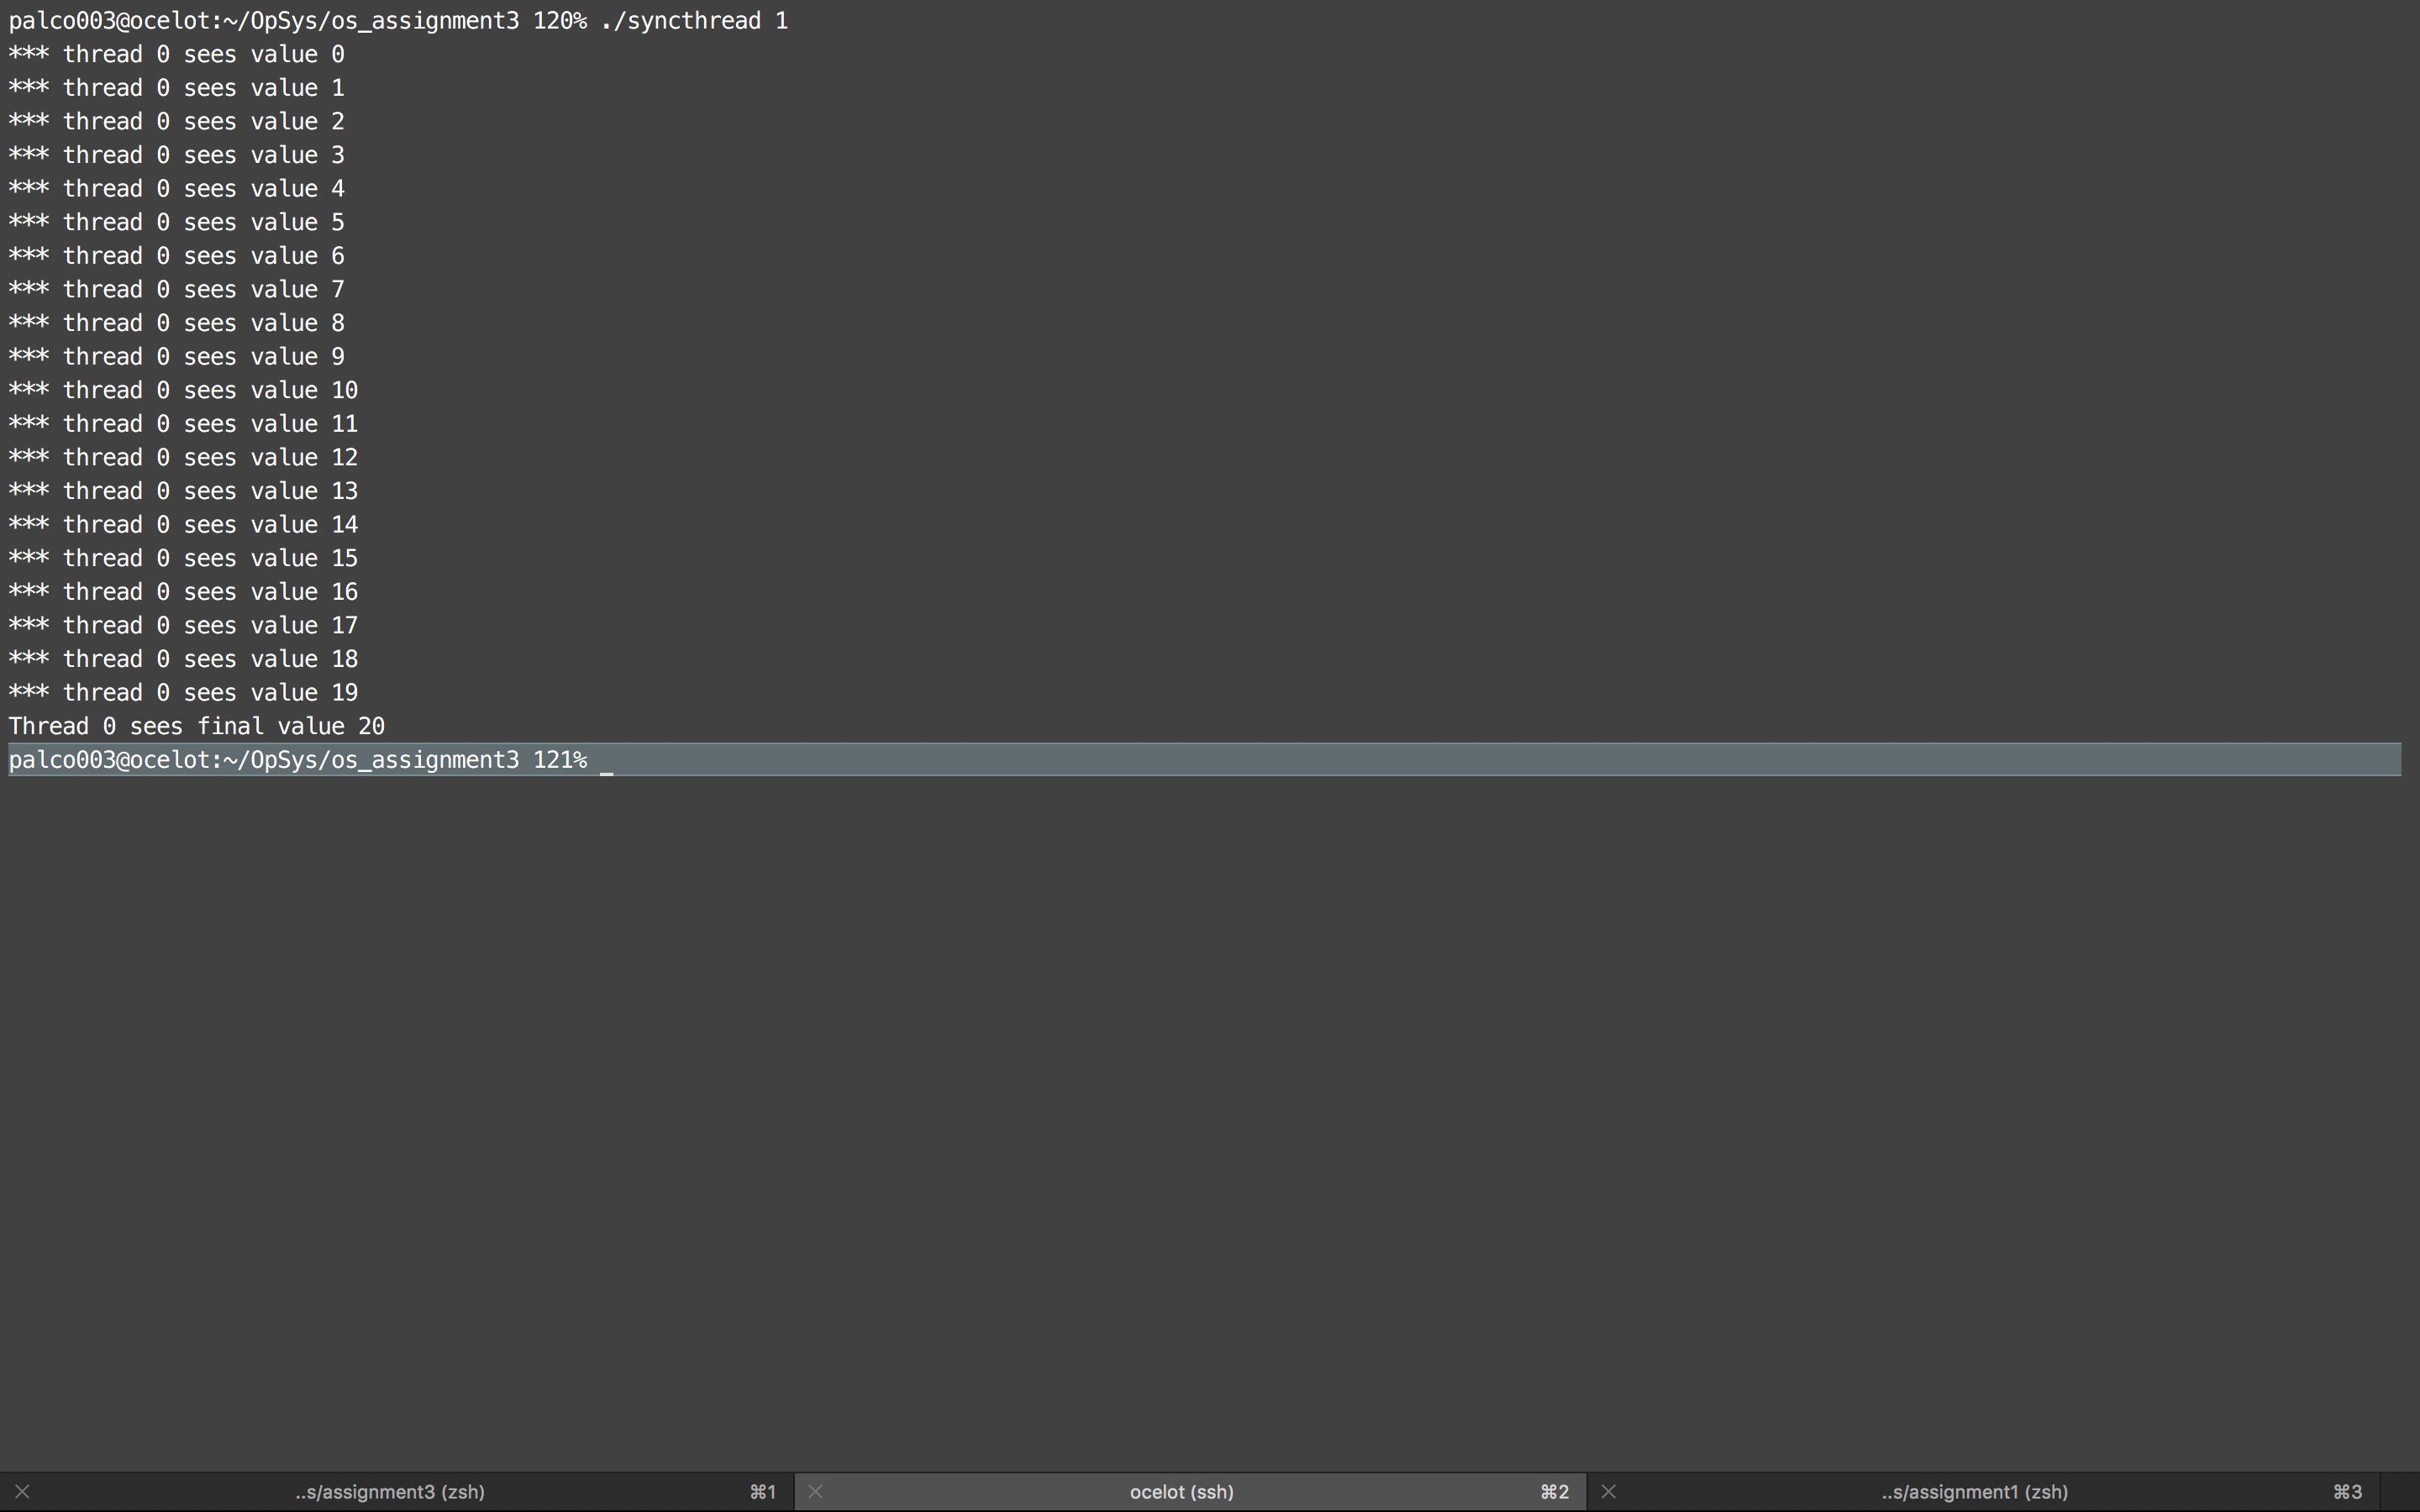 palco003@ocelot:~/OpSys/os_assignment3 120% ./syncthread 1
*** thread 0 sees value 0
*** thread 0 sees value 1
*** thread 0 sees value 2
*** thread 0 sees value 3
*** thread 0 sees value 4
*** thread 0 sees value 5
*** thread 0 sees value 6
*** thread 0 sees value 7
*** thread 0 sees value 8
*** thread 0 sees value 9
*** thread 0 sees value 10
*** thread 0 sees value 11
*** thread 0 sees value 12
*** thread 0 sees value 13
*** thread 0 sees value 14
*** thread 0 sees value 15
*** thread 0 sees value 16
*** thread 0 sees value 17
*** thread 0 sees value 18
*** thread 0 sees value 19
Thread 0 sees final value 20
palco003@ocelot:~/OpSys/os_assignment3 121% _
..s/assignment3 (zsh) ⌘1 ocelot (ssh) ⌘2 ..s/assignment1 (zsh) ⌘3